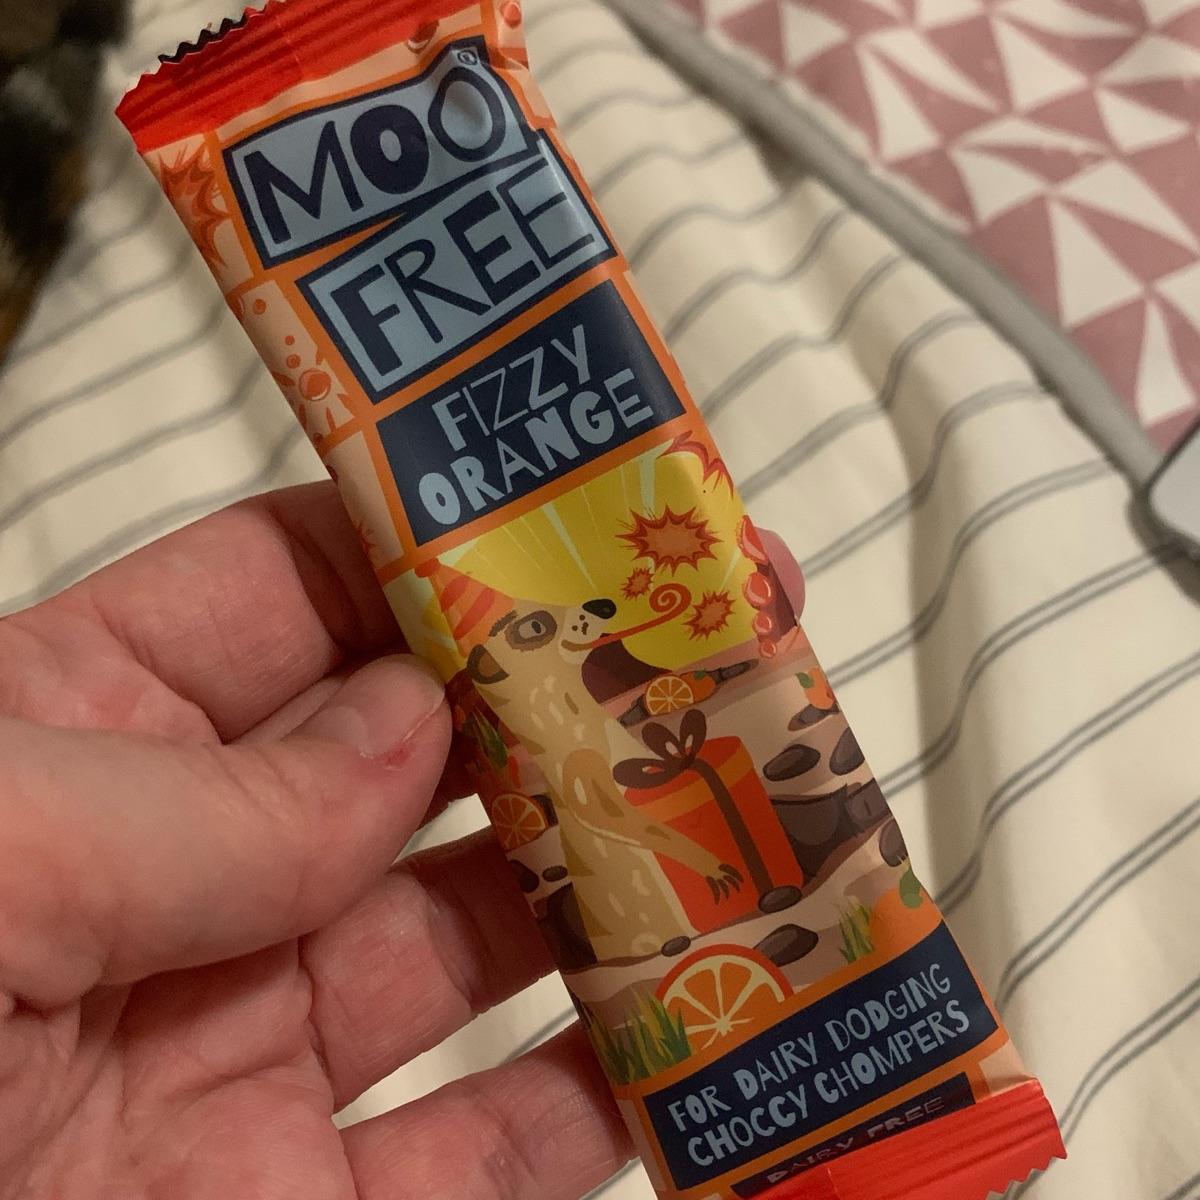 MOO®
FREE
FIZZY
ORANGE
FOR DAIRY DODGING
CHOCCY CHOMPERS
DAIRY FREE